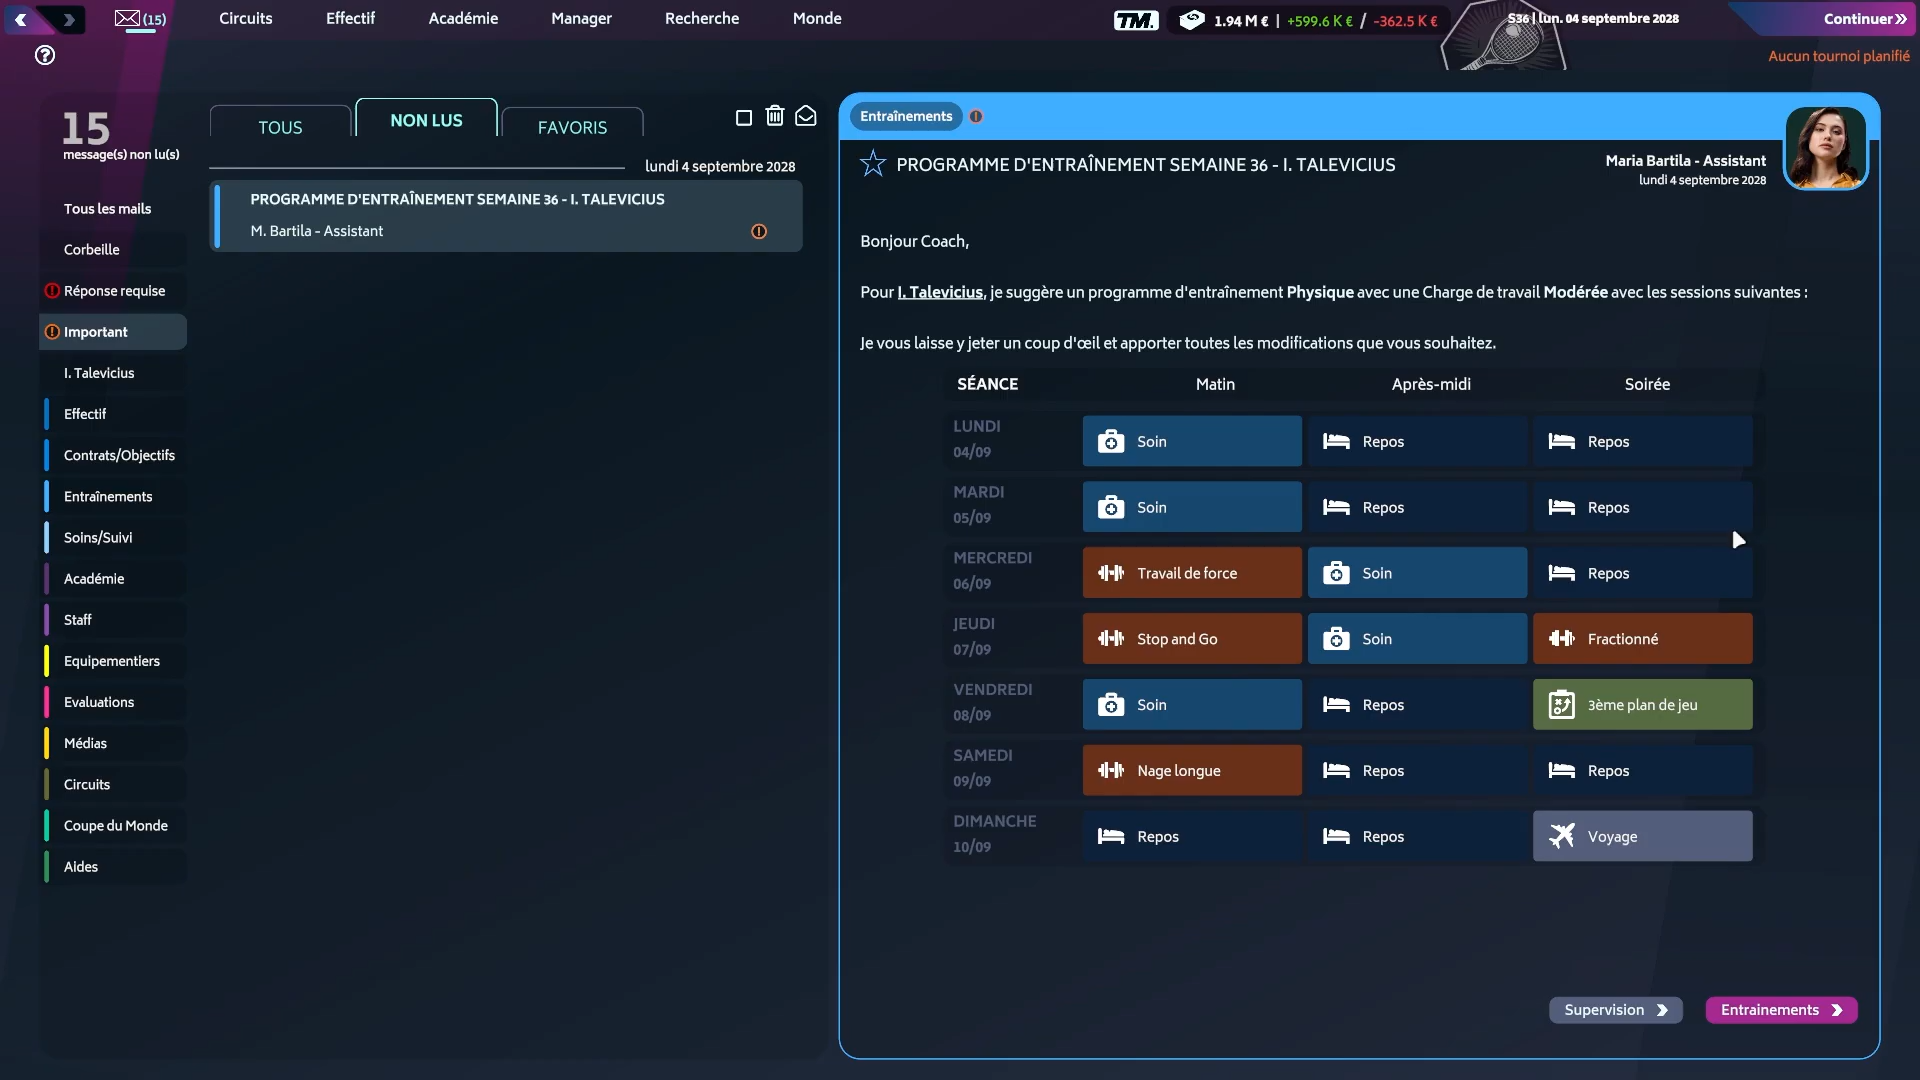 (15)
Circuits
Effectif
Académie
Manager
Recherche
Monde
TM.
1.94 M € | +599.6 K € / -362.5 K €
S36 | lun. 04 septembre 2028
Continuer
Aucun tournoi planifié
15
message(s) non lu(s)
Tous les mails
Corbeille
Réponse requise
Important
I. Talevicius
Effectif
Contrats/Objectifs
Entraînements
Soins/Suivi
Académie
Staff
Equipementiers
Evaluations
Médias
Circuits
Coupe du Monde
Aides
TOUS
NON LUS
FAVORIS
lundi 4 septembre 2028
PROGRAMME D'ENTRAÎNEMENT SEMAINE 36 - I. TALEVICIUS
M. Bartila - Assistant
Entraînements
PROGRAMME D'ENTRAÎNEMENT SEMAINE 36 - I. TALEVICIUS
Maria Bartila - Assistant
lundi 4 septembre 2028
Bonjour Coach,
Pour I. Talevicius, je suggère un programme d'entraînement Physique avec une Charge de travail Modérée avec les sessions suivantes :
Je vous laisse y jeter un coup d'œil et apporter toutes les modifications que vous souhaitez.
SÉANCE Matin Après-midi Soirée
LUNDI
04/09
Soin Repos Repos
MARDI
05/09
Soin Repos Repos
MERCREDI
06/09
Travail de force Soin Repos
JEUDI
07/09
Stop and Go Soin Fractionné
VENDREDI
08/09
Soin Repos 3ème plan de jeu
SAMEDI
09/09
Nage longue Repos Repos
DIMANCHE
10/09
Repos Repos Voyage
Supervision
Entrainements